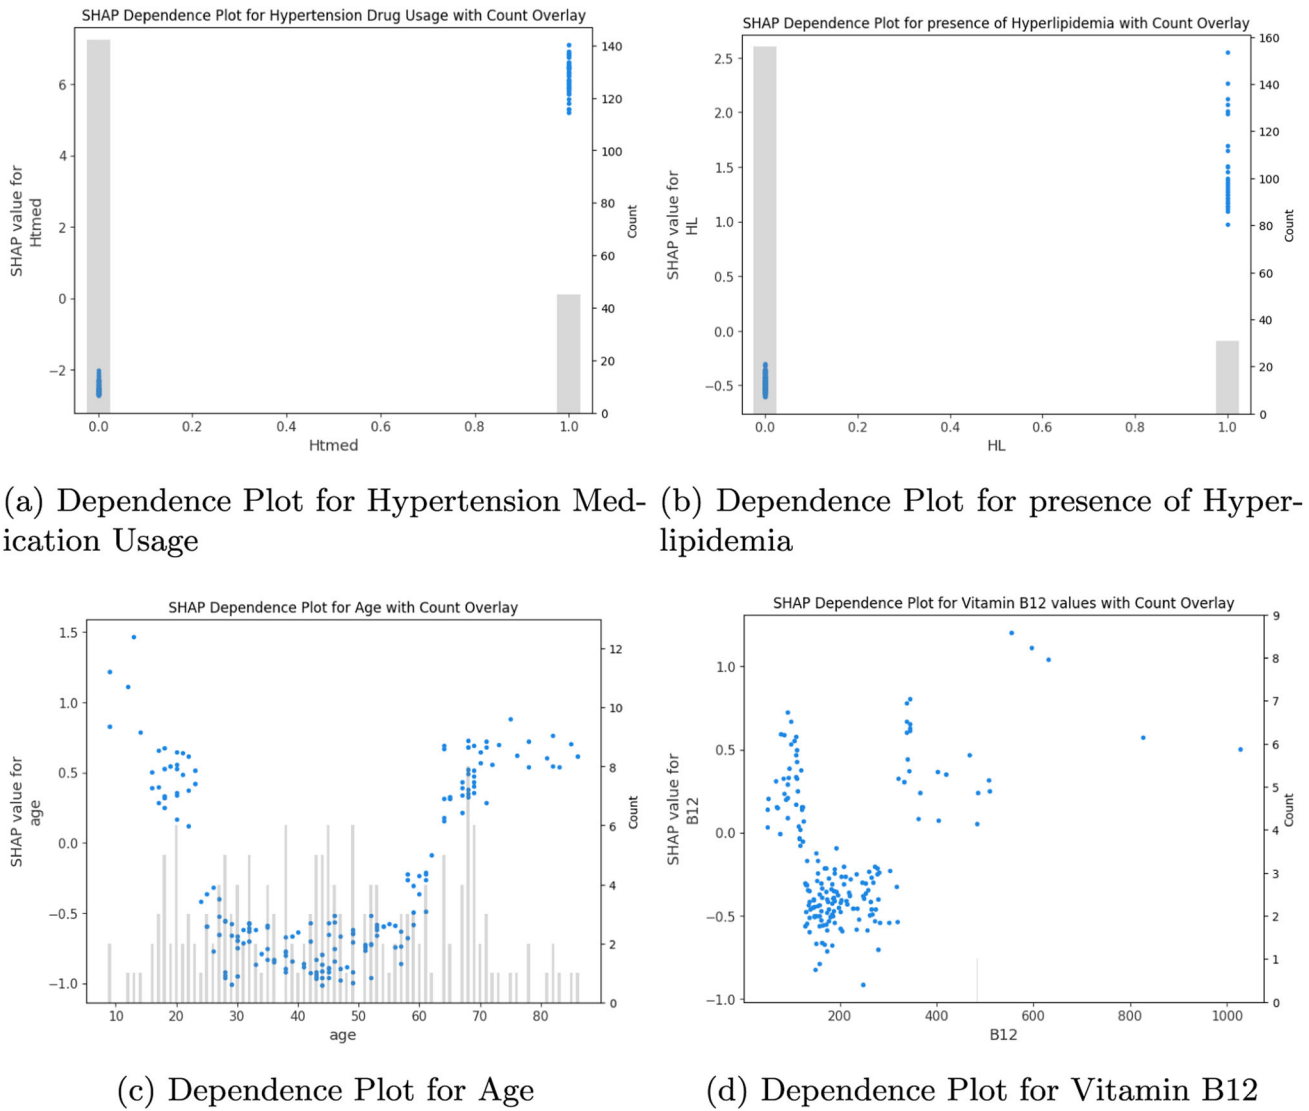 SHAP Dependence Plot for Hypertension Drug Usage with Count Overlay
SHAP value for
Htmed
6
4
2
0
−2
140
120
100
80
60
40
20
0
Count
0.0 0.2 0.4 0.6 0.8 1.0
Htmed
(a) Dependence Plot for Hypertension Med-
ication Usage
SHAP Dependence Plot for presence of Hyperlipidemia with Count Overlay
SHAP value for
HL
2.5
2.0
1.5
1.0
0.5
0.0
−0.5
160
140
120
100
80
60
40
20
0
Count
0.0 0.2 0.4 0.6 0.8 1.0
HL
(b) Dependence Plot for presence of Hyper-
lipidemia
SHAP Dependence Plot for Age with Count Overlay
SHAP value for
age
1.5
1.0
0.5
0.0
−0.5
−1.0
12
10
8
6
4
2
0
Count
10 20 30 40 50 60 70 80
age
(c) Dependence Plot for Age
SHAP Dependence Plot for Vitamin B12 values with Count Overlay
SHAP value for
B12
1.0
0.5
0.0
−0.5
−1.0
9
8
7
6
5
4
3
2
1
0
Count
200 400 600 800 1000
B12
(d) Dependence Plot for Vitamin B12